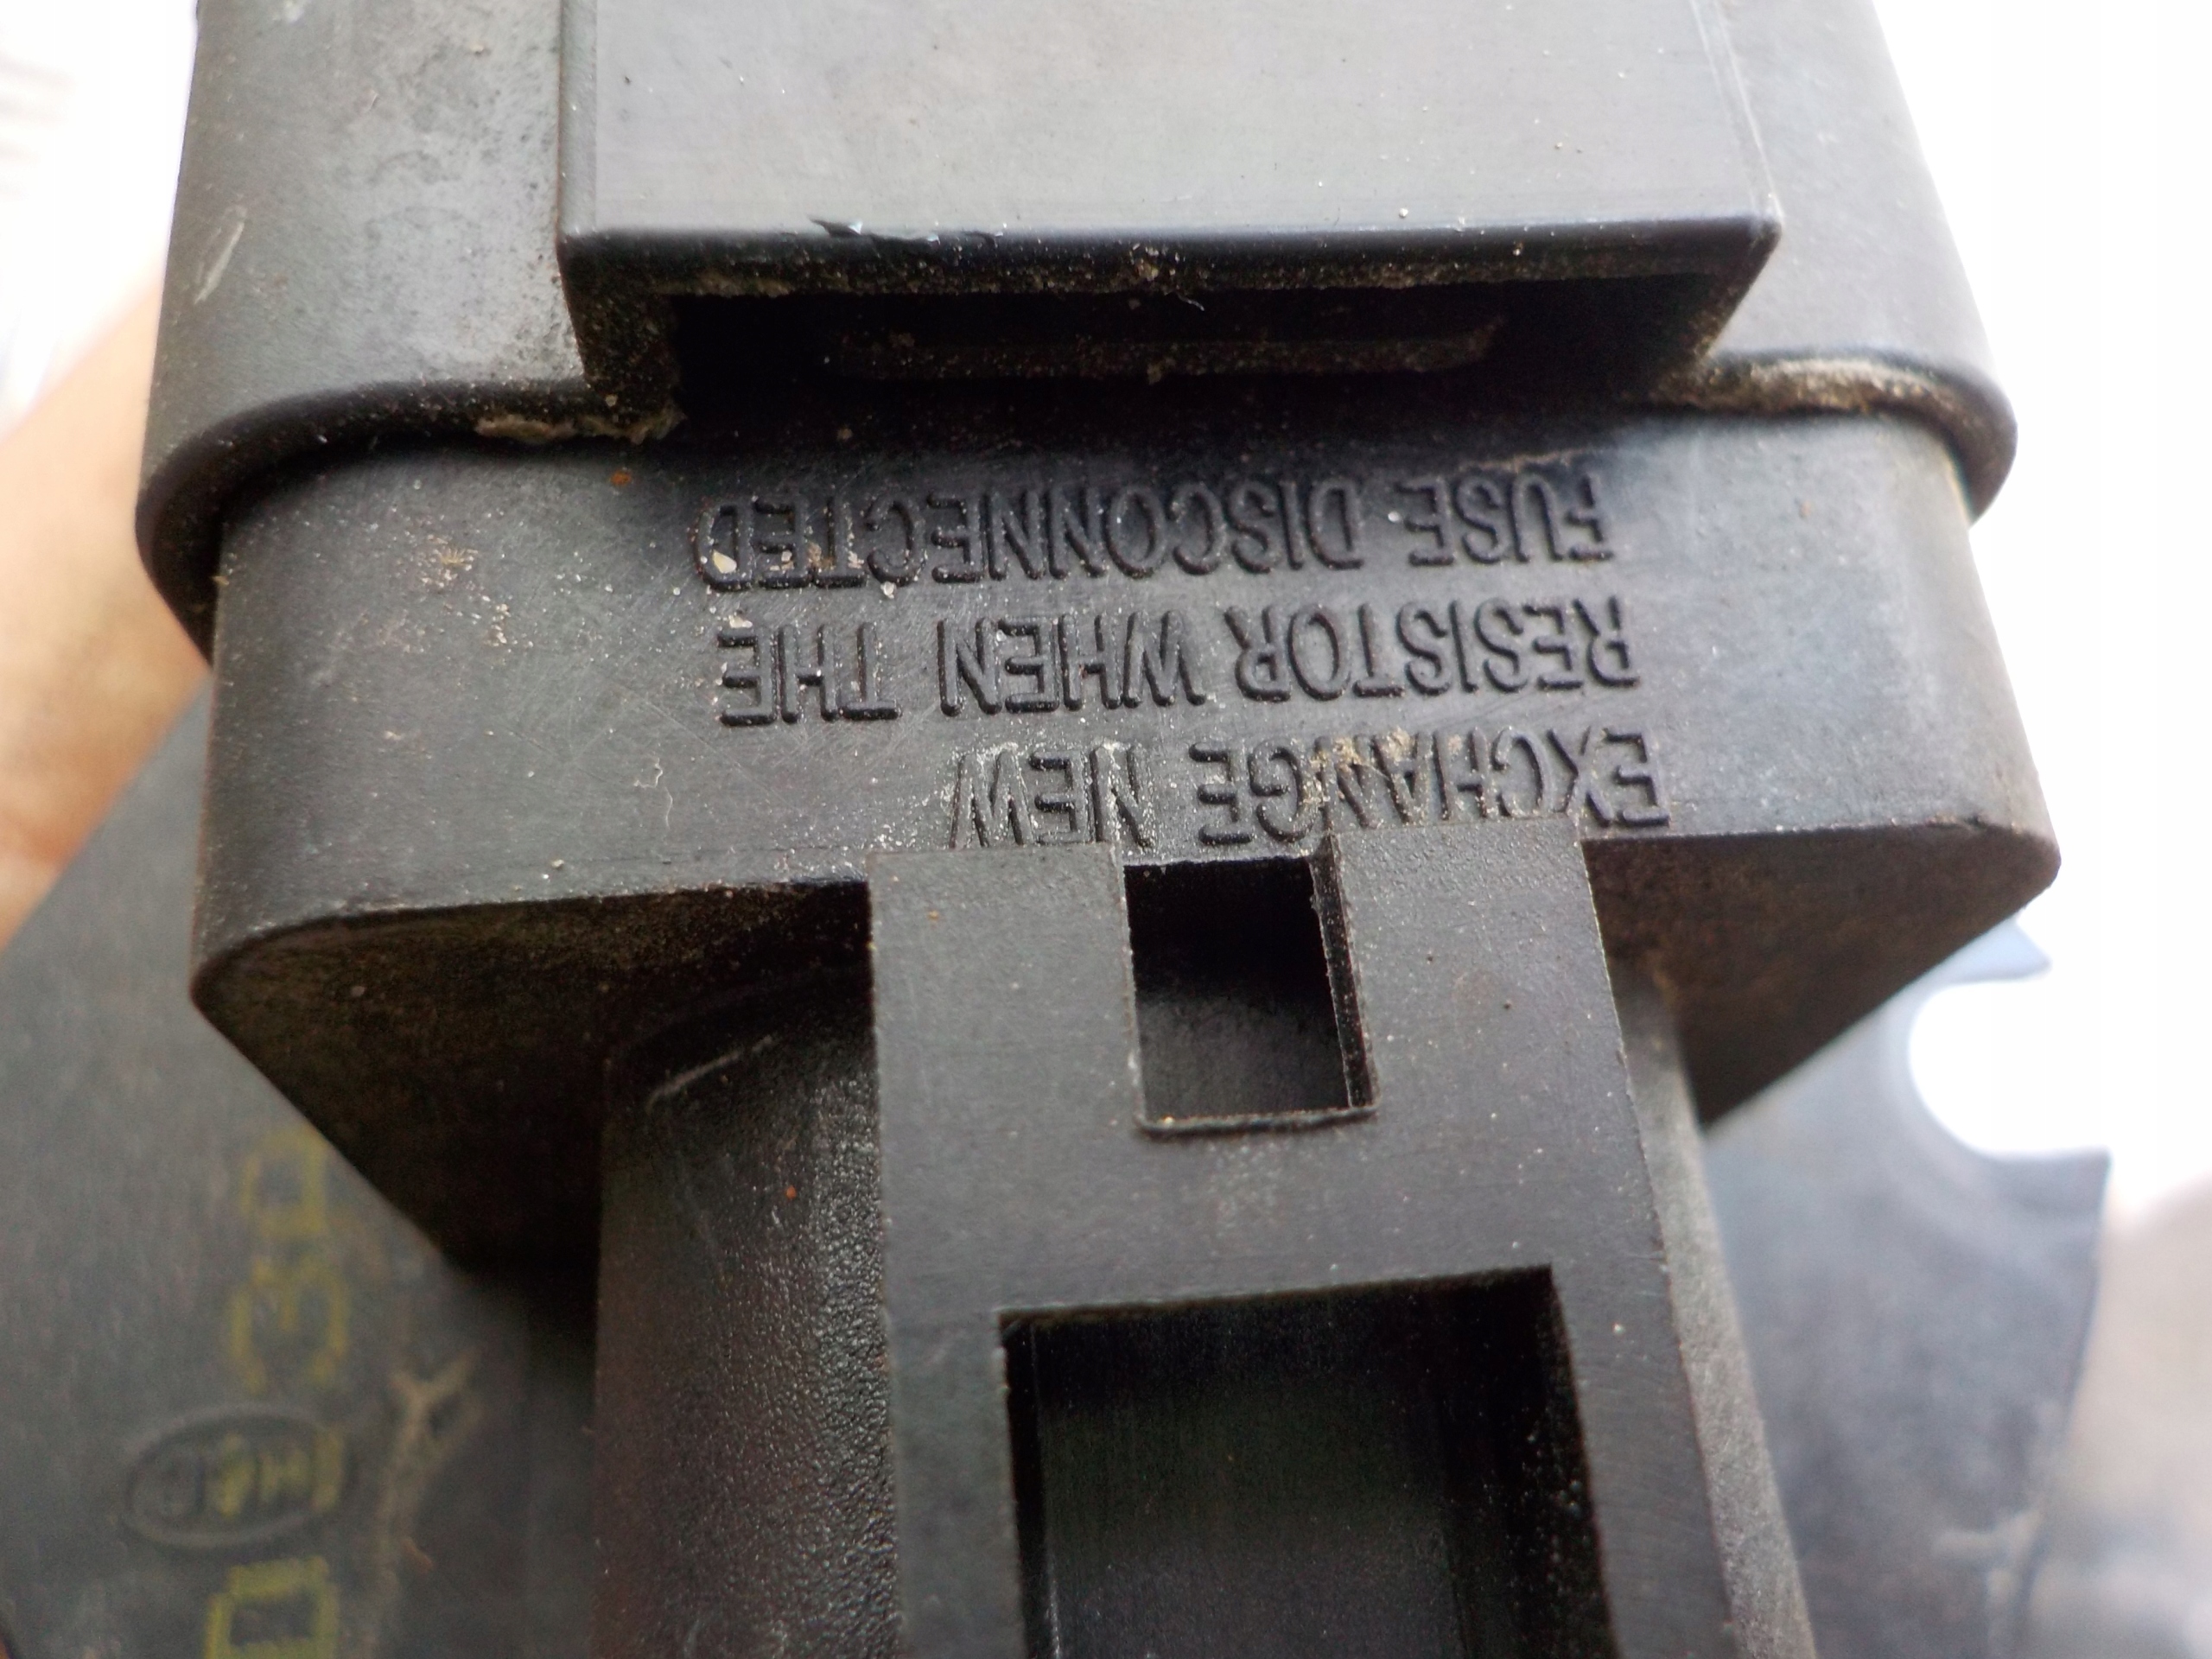 EXCHANGE NEW
RESISTOR WHEN THE
FUSE DISCONNECTED